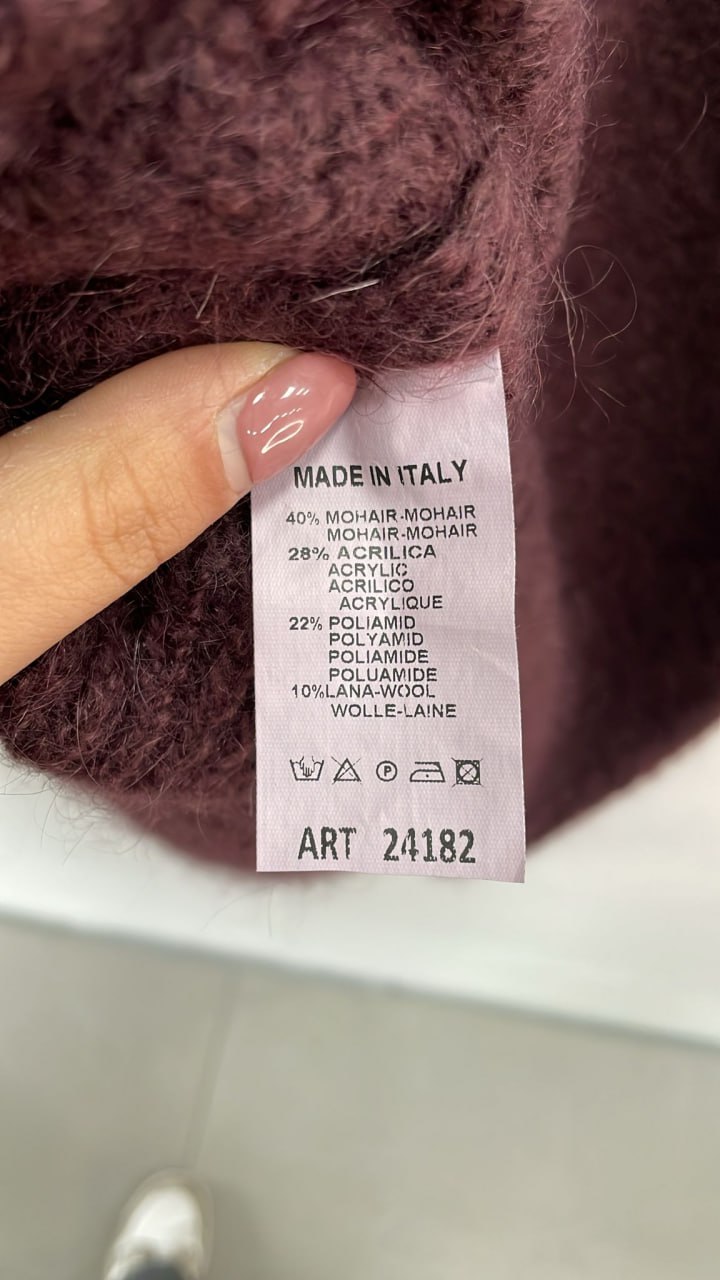 MADE IN ITALY
40% MOHAIR-MOHAIR
MOHAIR-MOHAIR
28% ACRILICA
ACRYLIC
ACRILICO
ACRYLIQUE
22% POLIAMID
POLYAMID
POLIAMIDE
POLUAMIDE
10%LANA-WOOL
WOLLE-LAINE
P
ART 24182